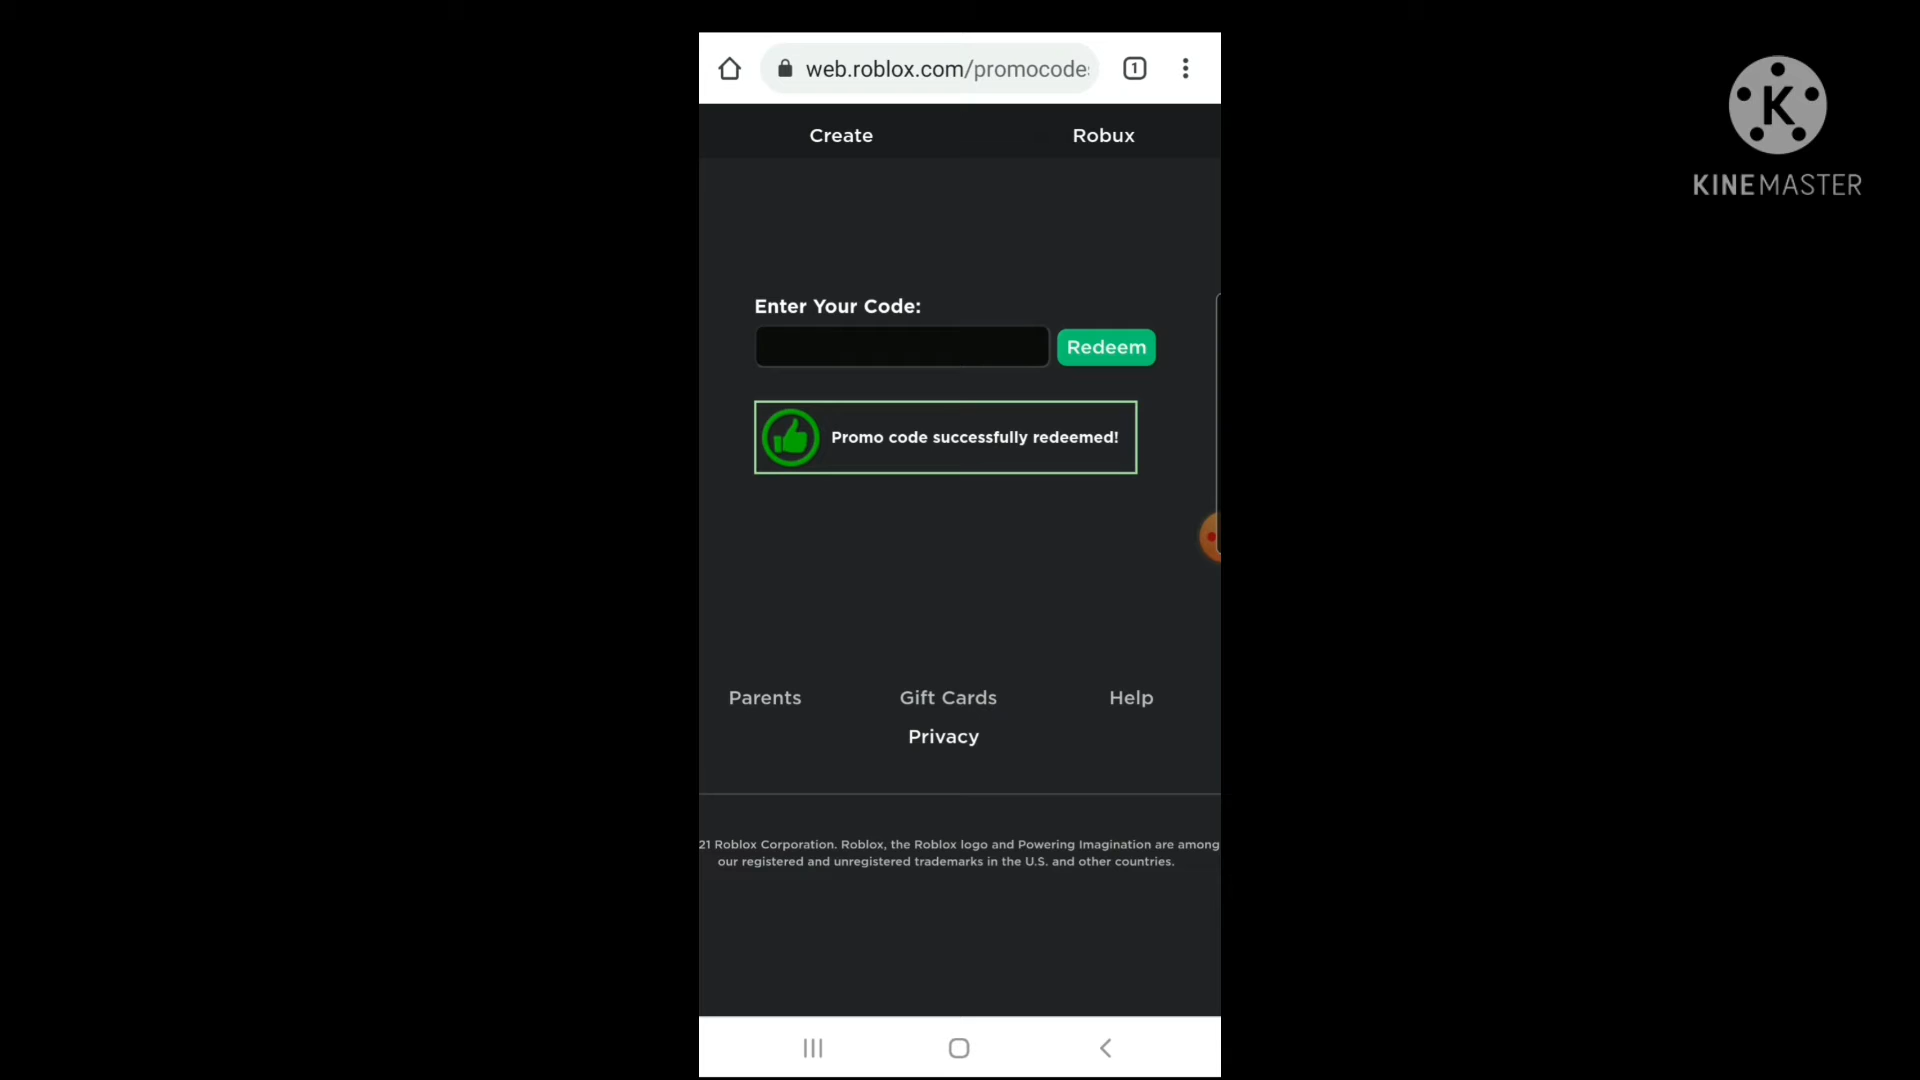 web.roblox.com/promocode
1
K
KINEMASTER
Create Robux
Enter Your Code:
Redeem
Promo code successfully redeemed!
Parents Gift Cards Help
Privacy
21 Roblox Corporation. Roblox, the Roblox logo and Powering Imagination are among
our registered and unregistered trademarks in the U.S. and other countries.